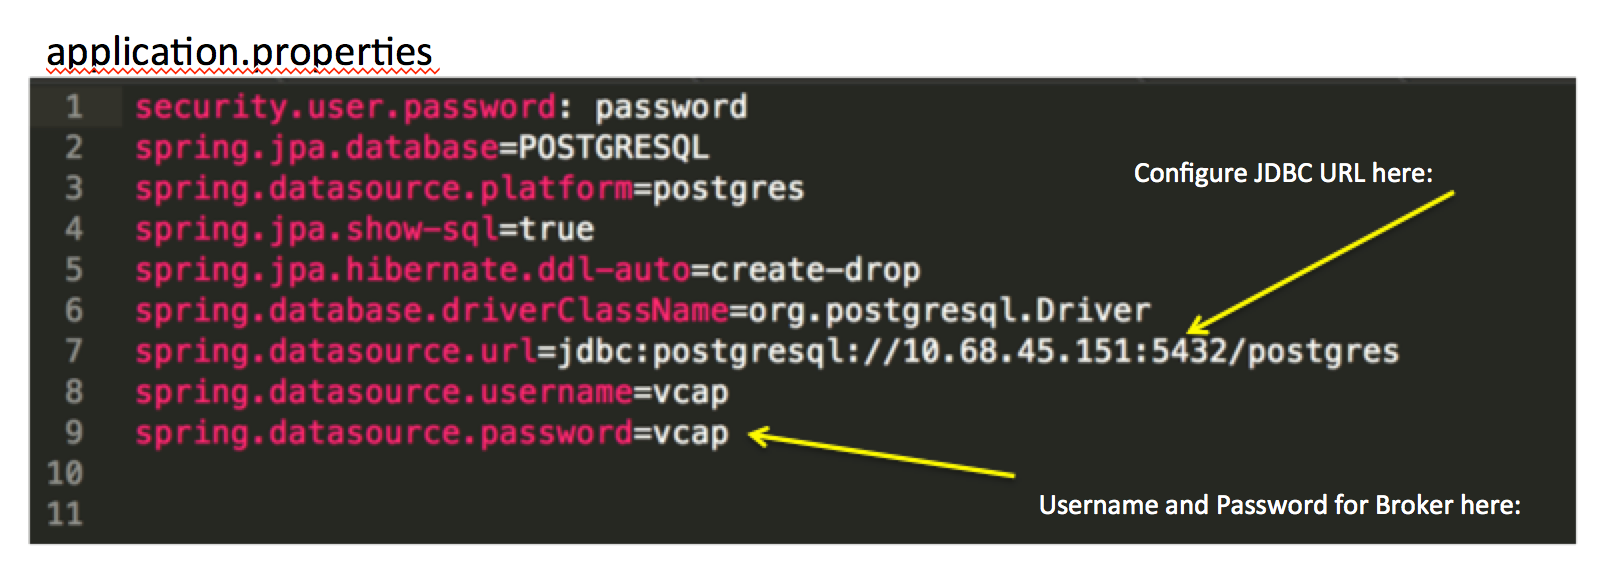 application.properties
1 security.user.password: password
2 spring.jpa.database=POSTGRESQL
Configure JDBC URL here:
3 spring.datasource.platform=postgres
4 spring.jpa.show-sql=true
5 spring.jpa.hibernate.ddl-auto=create-drop
6 spring.database.driverClassName=org.postgresql.Driver
7 spring.datasource.url=jdbc:postgresql://10.68.45.151:5432/postgres
8 spring.datasource.username=vcap
9 spring.datasource.password=vcap
10
Username and Password for Broker here:
11